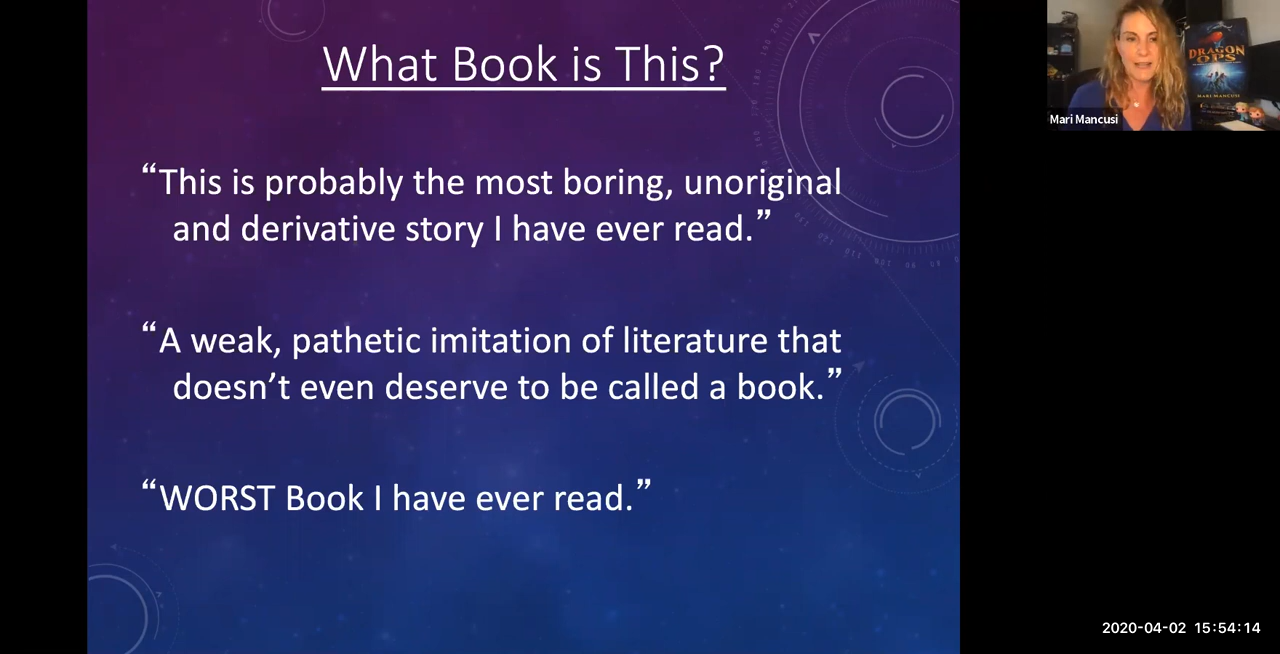 What Book is This?
“This is probably the most boring, unoriginal
and derivative story I have ever read.”
“A weak, pathetic imitation of literature that
doesn’t even deserve to be called a book.”
“WORST Book I have ever read.”
DRAGON
OPS
MARI MANCUSI
Mari Mancusi
2020-04-02 15:54:14